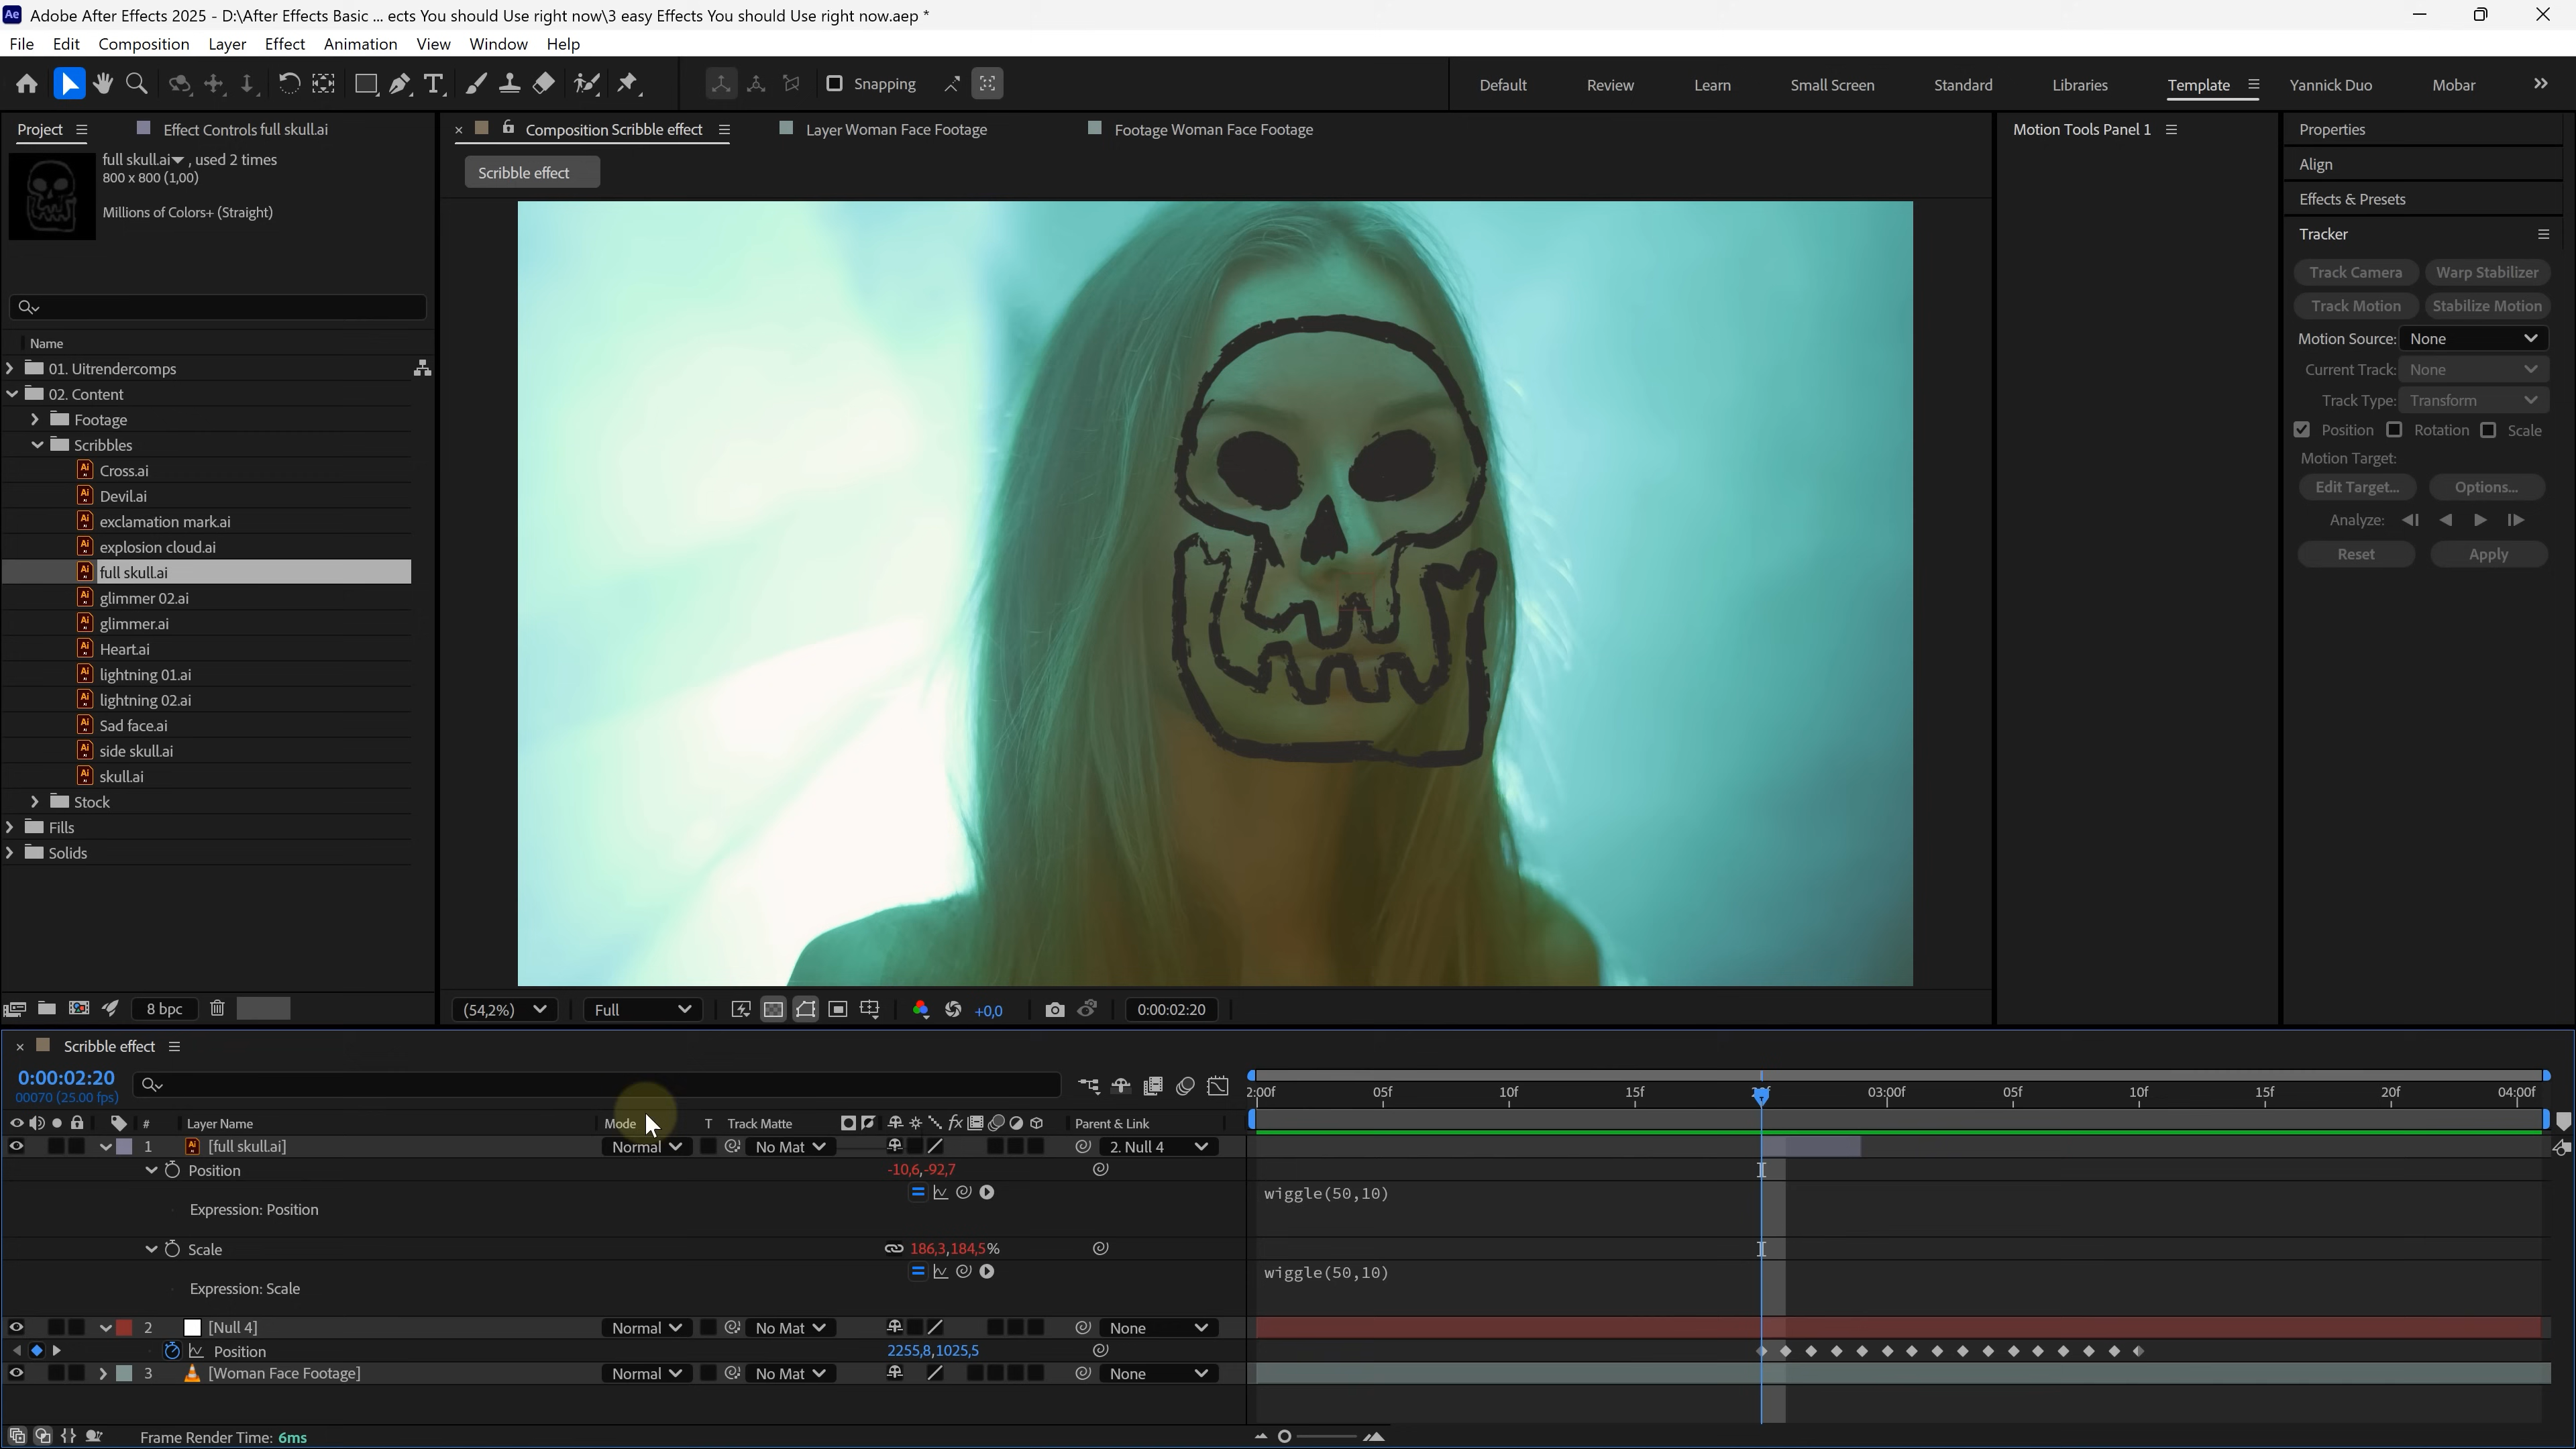 Adobe After Effects 2025 - D:\After Effects Basic ... ects You should Use right now\3 easy Effects You should Use right now.aep *
File Edit Composition Layer Effect Animation View Window Help
Snapping Default Review Learn Small Screen Standard Libraries Template Yannick Duo Mobar
Project Effect Controls full skull.ai
full skull.ai , used 2 times
800 x 800 (1,00)
Millions of Colors+ (Straight)
Name
01. Uitrendercomps
02. Content
Footage
Scribbles
Cross.ai
Devil.ai
exclamation mark.ai
explosion cloud.ai
full skull.ai
glimmer 02.ai
glimmer.ai
Heart.ai
lightning 01.ai
lightning 02.ai
Sad face.ai
side skull.ai
skull.ai
Stock
Fills
Solids
8 bpc
Composition Scribble effect Layer Woman Face Footage Footage Woman Face Footage
Scribble effect
(54,2%) Full +0,0 0:00:02:20
Motion Tools Panel 1
Properties
Align
Effects & Presets
Tracker
Track Camera Warp Stabilizer
Track Motion Stabilize Motion
Motion Source: None
Current Track: None
Track Type: Transform
Position Rotation Scale
Motion Target:
Edit Target... Options...
Analyze:
Reset Apply
Scribble effect
0:00:02:20
00070 (25.00 fps)
2:00f 05f 10f 15f 03:00f 05f 10f 15f 20f 04:00f
# Layer Name Mode T Track Matte Parent & Link
1 [full skull.ai] Normal No Mat 2. Null 4
Position -10,6,-92,7
Expression: Position wiggle(50,10)
Scale 186,3,184,5%
Expression: Scale wiggle(50,10)
2 [Null 4] Normal No Mat None
Position 2255,8,1025,5
3 [Woman Face Footage] Normal No Mat None
Frame Render Time: 6ms